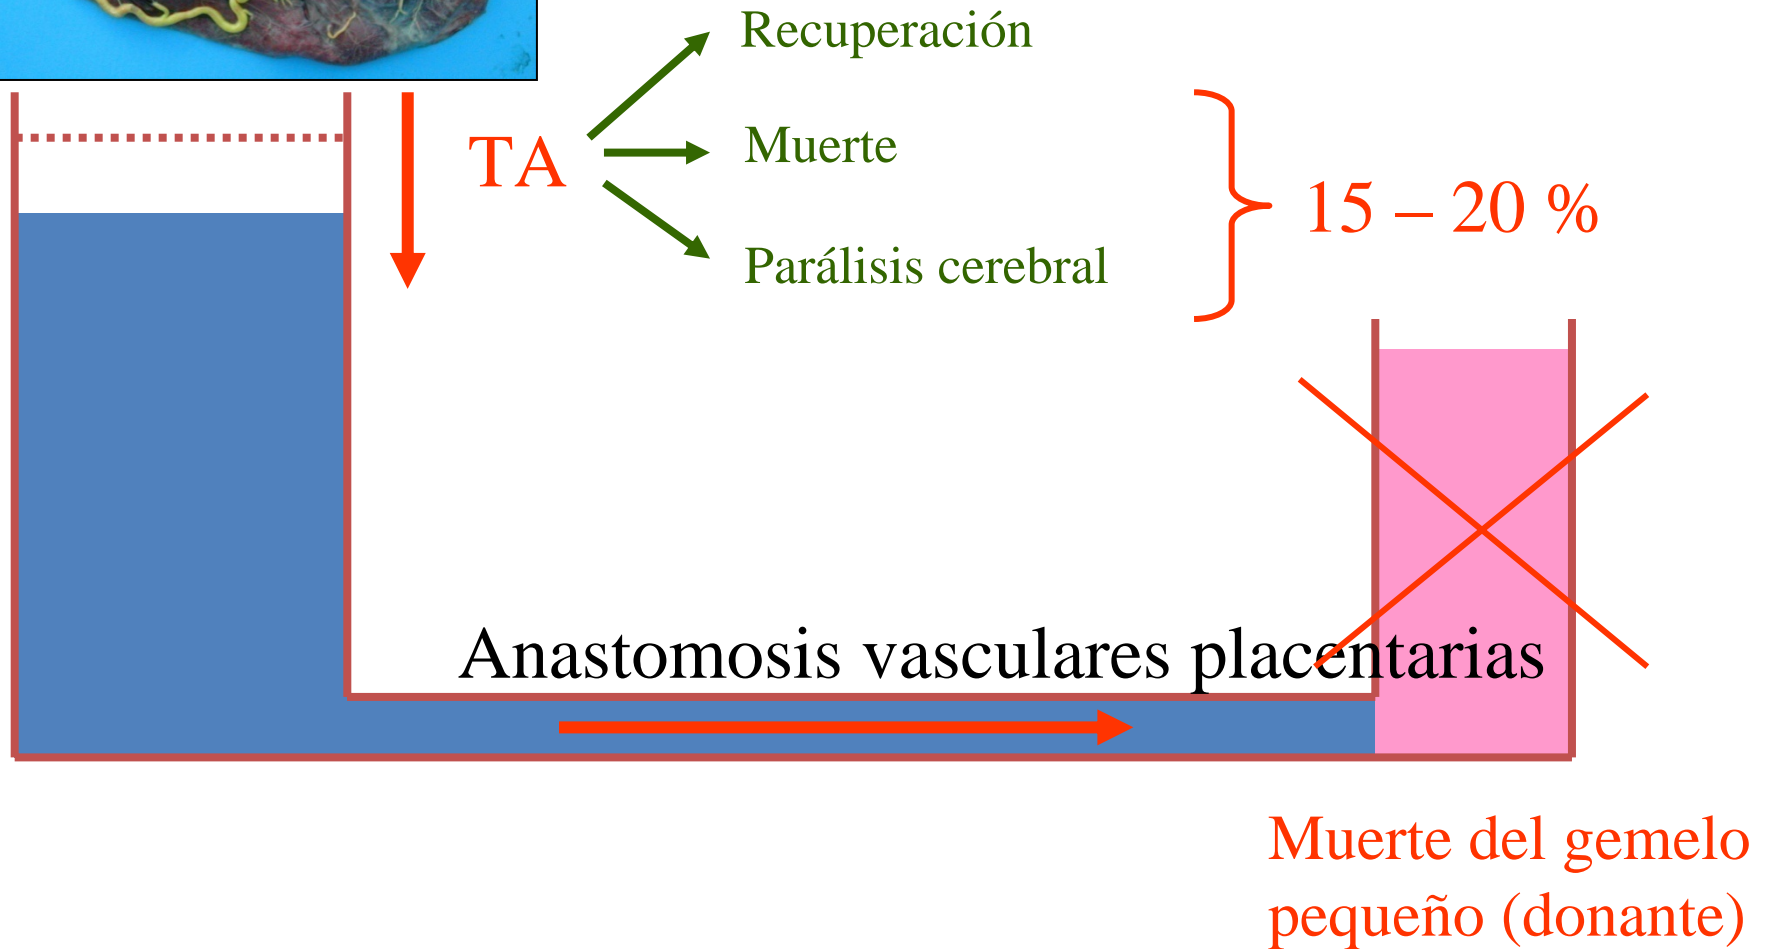 Recuperación
TA
Muerte
15 – 20 %
Parálisis cerebral
Anastomosis vasculares placentarias
Muerte del gemelo
pequeño (donante)